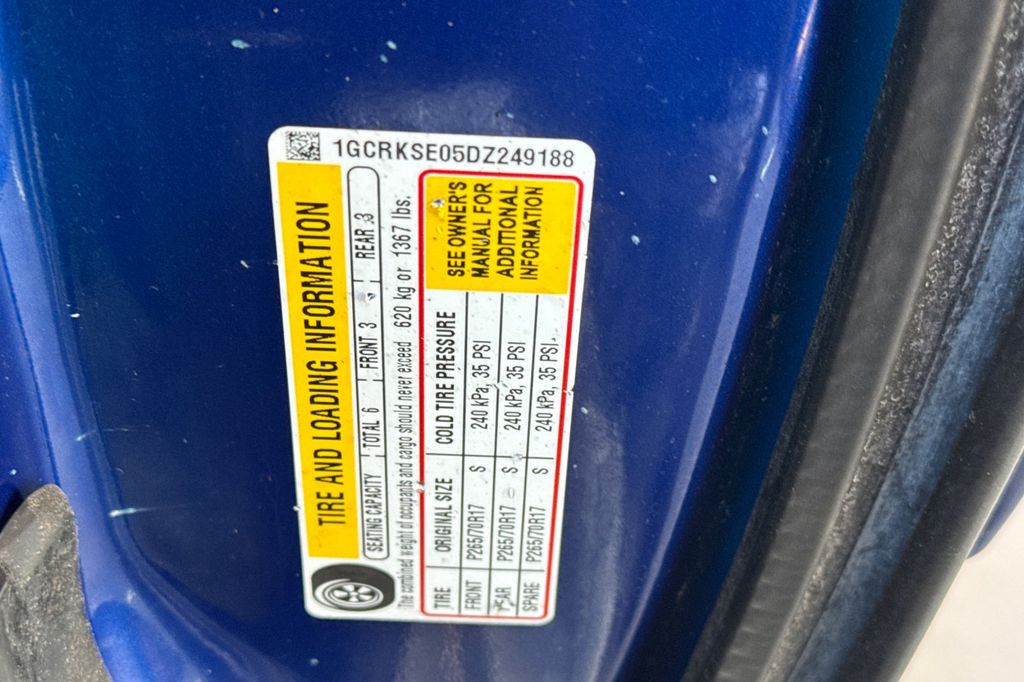 1GCRKSE05DZ249188
TIRE AND LOADING INFORMATION
SEATING CAPACITY TOTAL 6 FRONT 3 REAR 3
The combined weight of occupants and cargo should never exceed 620 kg or 1367 lbs.
TIRE ORIGINAL SIZE COLD TIRE PRESSURE
FRONT P265/70R17 S 240 kPa, 35 PSI
P265/70R17 S 240 kPa, 35 PSI
SPARE P265/70R17 S 240 kPa, 35 PSI
SEE OWNER'S
MANUAL FOR
ADDITIONAL
INFORMATION